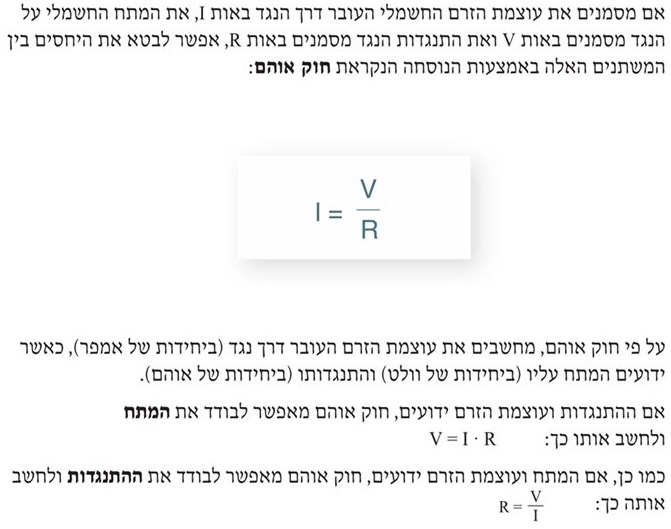 אם מסמנים את עוצמת הזרם החשמלי העובר דרך הנגד באות I, את המתח החשמלי על
הנגד מסמנים באות V ואת התנגדות הנגד מסמנים באות R, אפשר לבטא את היחסים בין
המשתנים האלה באמצעות הנוסחה הנקראת חוק אוהם:
I = V/R
על פי חוק אוהם, מחשבים את עוצמת הזרם העובר דרך נגד (ביחידות של אמפר), כאשר
ידועים המתח עליו (ביחידות של וולט) והתנגדותו (ביחידות של אוהם).
אם ההתנגדות ועוצמת הזרם ידועים, חוק אוהם מאפשר לבודד את המתח
ולחשב אותו כך: V = I · R
כמו כן, אם המתח ועוצמת הזרם ידועים, חוק אוהם מאפשר לבודד את ההתנגדות ולחשב
אותה כך: R = V/I